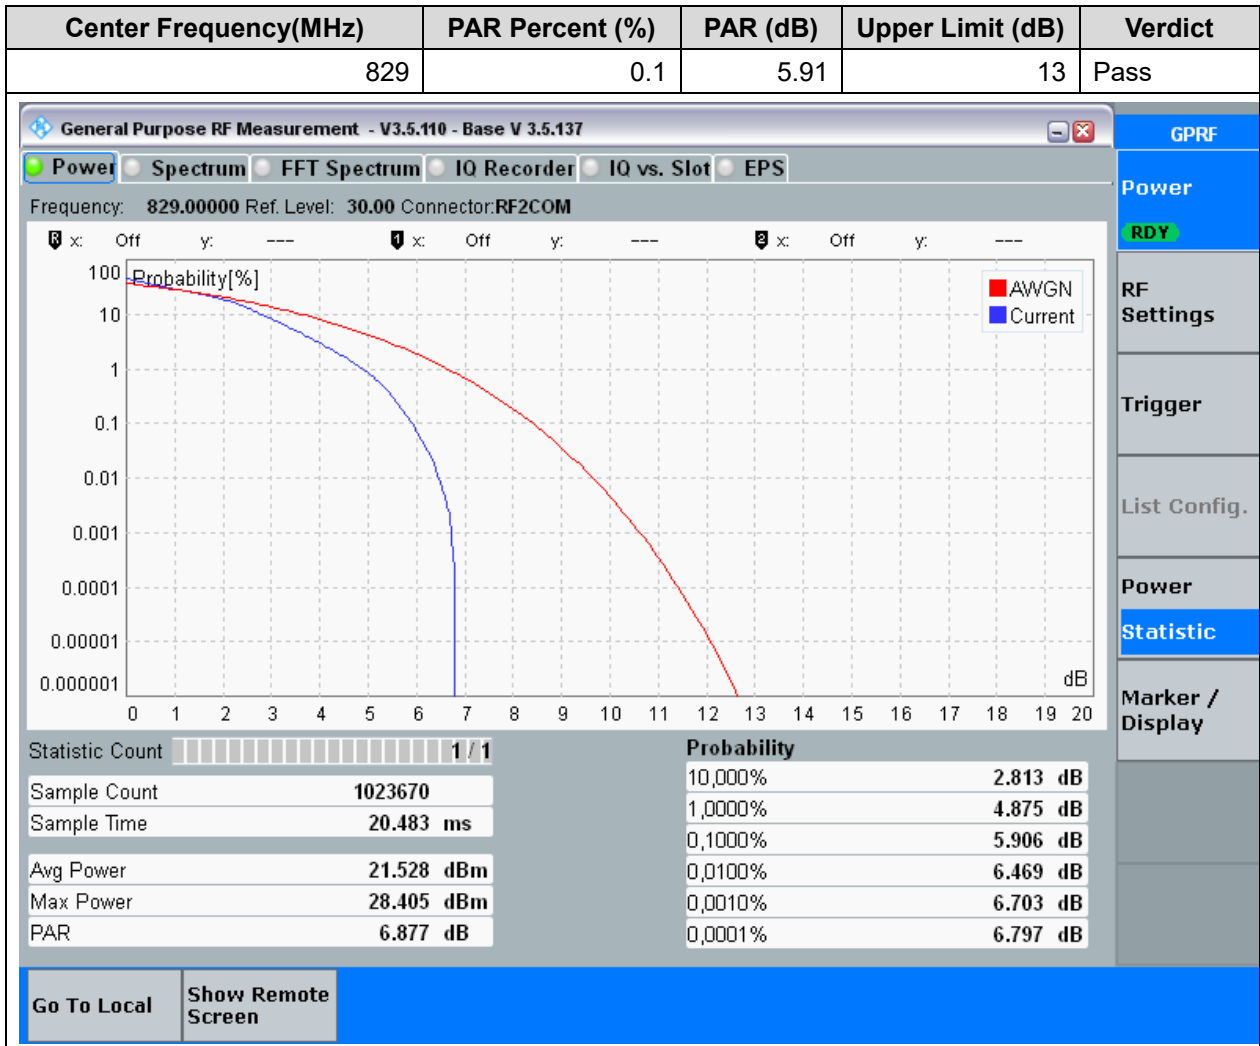 Center Frequency(MHz) PAR Percent (%) PAR (dB) Upper Limit (dB) Verdict
829 0.1 5.91 13 Pass
General Purpose RF Measurement - V3.5.110 - Base V 3.5.137
GPRF
Power Spectrum FFT Spectrum IQ Recorder IQ vs. Slot EPS
Power
RDY
Frequency: 829.00000 Ref. Level: 30.00 Connector:RF2COM
R x: Off y: --- 1 x: Off y: --- 2 x: Off y: ---
Probability[%]
AWGN
Current
100
10
1
0.1
0.01
0.001
0.0001
0.00001
0.000001
dB
0 1 2 3 4 5 6 7 8 9 10 11 12 13 14 15 16 17 18 19 20
RF
Settings
Trigger
List Config.
Power
Statistic
Marker /
Display
Statistic Count 1 / 1
Sample Count 1023670
Sample Time 20.483 ms
Avg Power 21.528 dBm
Max Power 28.405 dBm
PAR 6.877 dB
Probability
10,000% 2.813 dB
1,0000% 4.875 dB
0,1000% 5.906 dB
0,0100% 6.469 dB
0,0010% 6.703 dB
0,0001% 6.797 dB
Go To Local
Show Remote
Screen